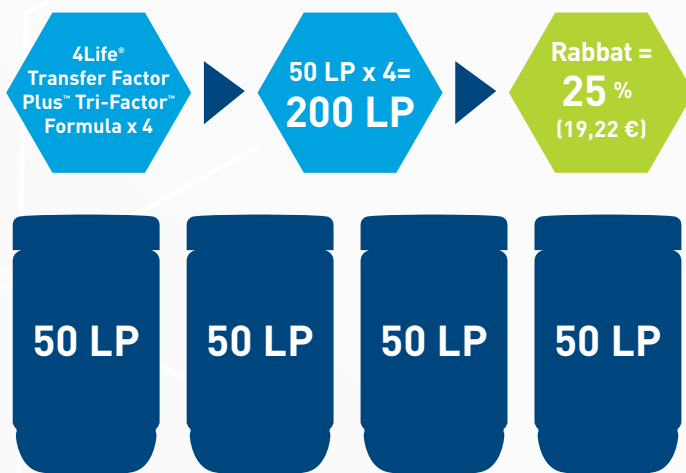 4Life®
Transfer Factor
Plus™ Tri-Factor™
Formula x 4
50 LP x 4=
200 LP
Rabbat =
25 %
(19,22 €)
50 LP
50 LP
50 LP
50 LP